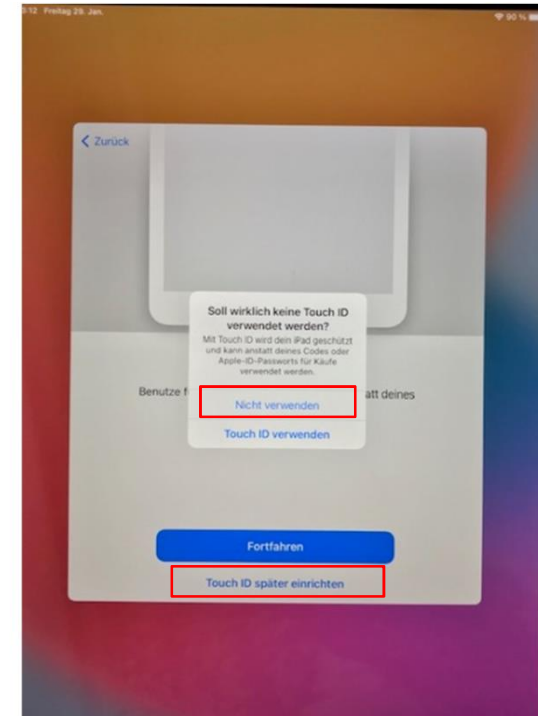 Freitag 29. Jan.
90 %
Zurück
Soll wirklich keine Touch ID
verwendet werden?
Mit Touch ID wird dein iPad geschützt
und kann anstatt deines Codes oder
Apple-ID-Passworts für Käufe
verwendet werden.
Benutze att deines
Nicht verwenden
Touch ID verwenden
Fortfahren
Touch ID später einrichten